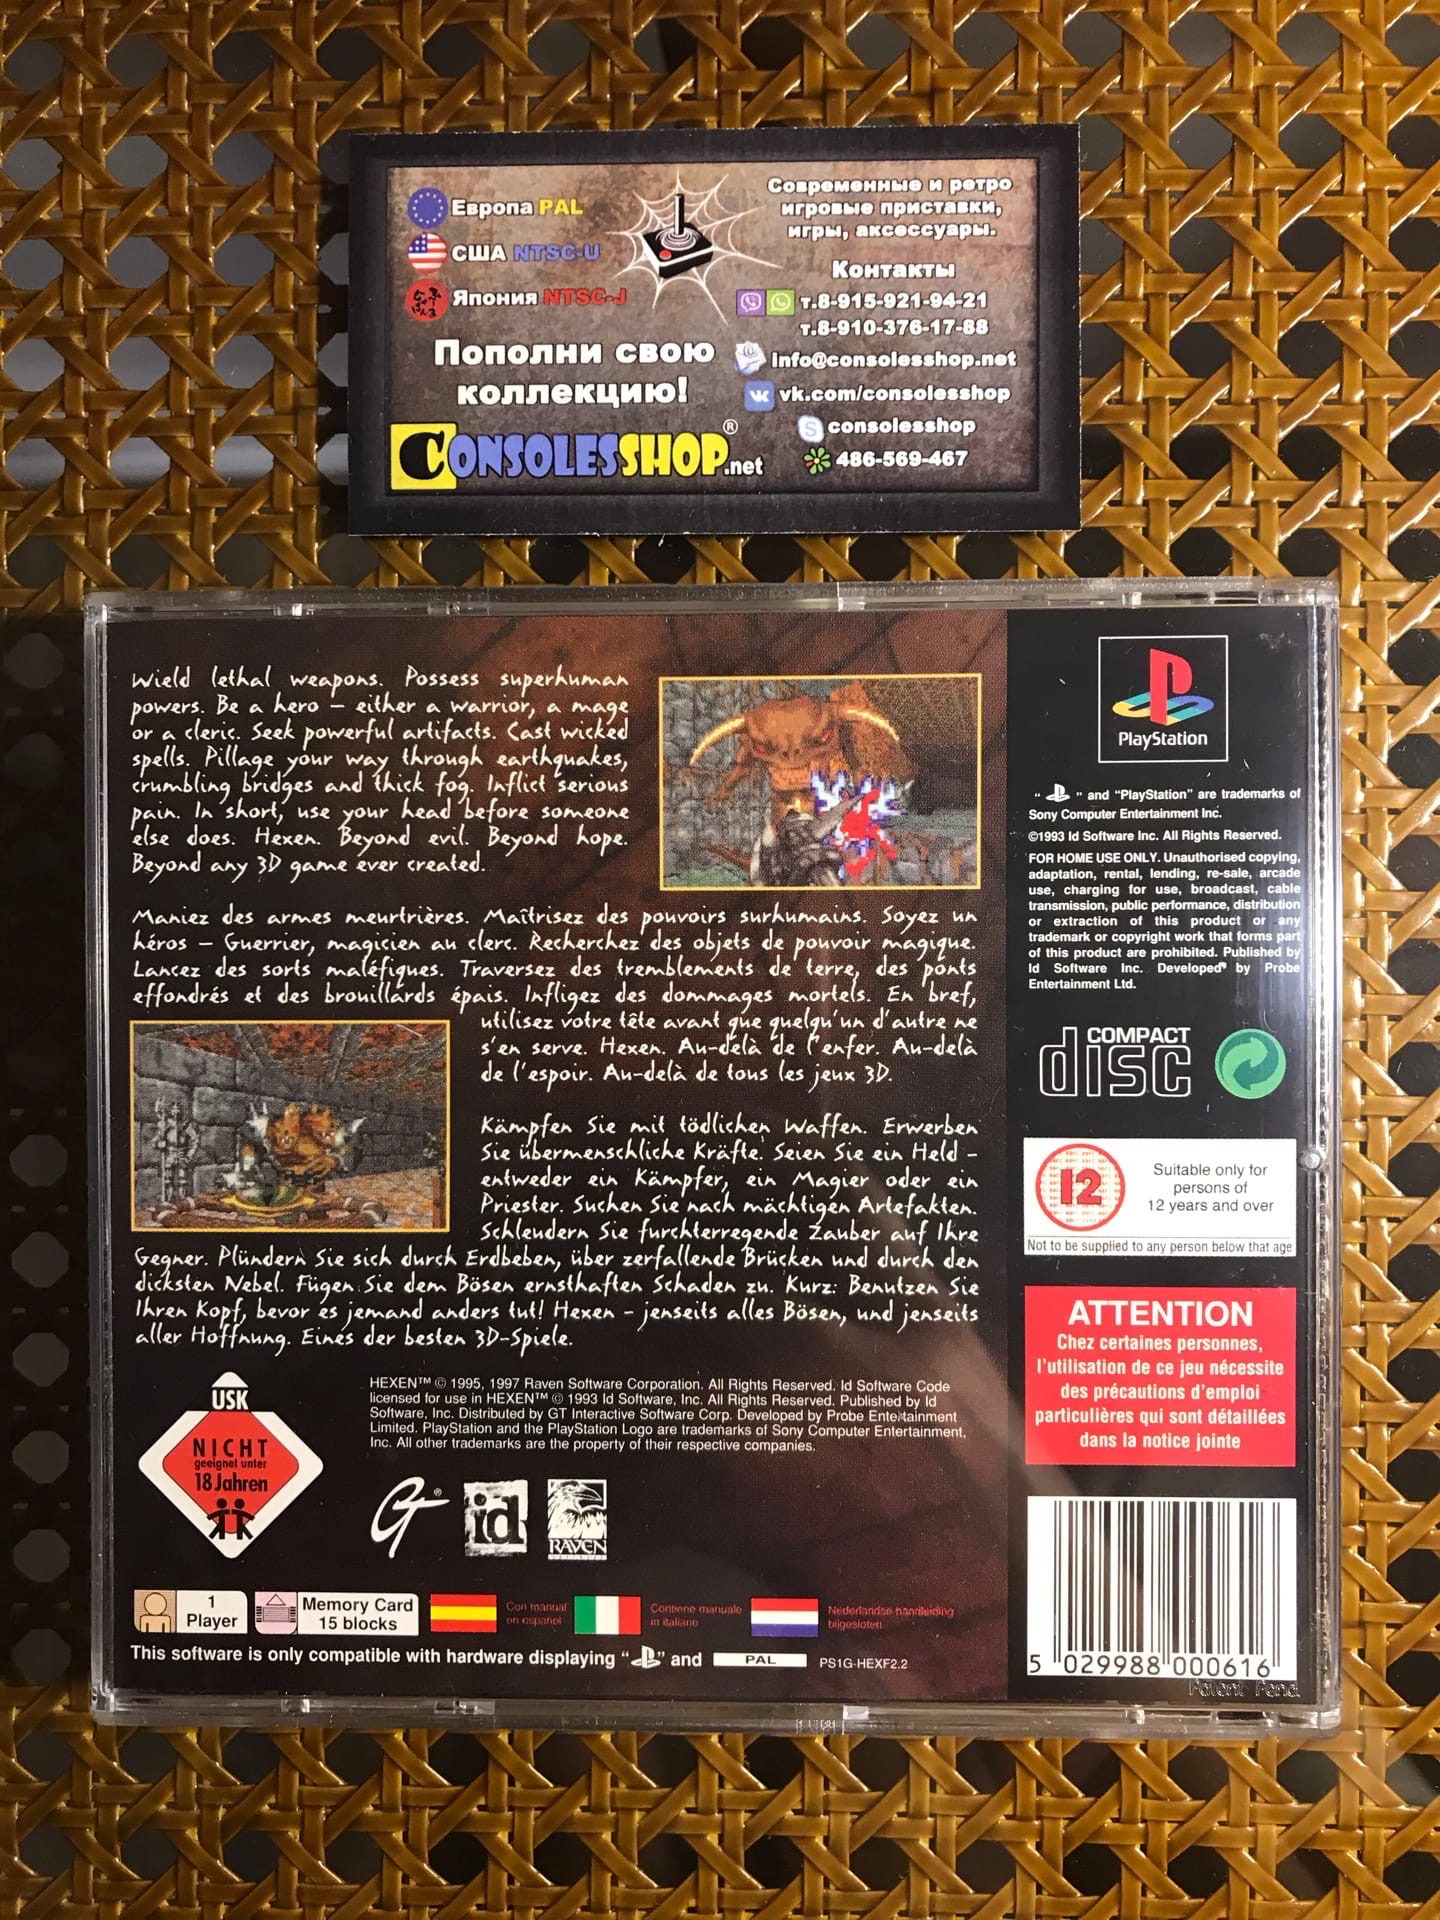 Европа PAL
США NTSC-U
Япония NTSC-J
Пополни свою
коллекцию!
CONSOLESSHOP.net
®
Современные и ретро
игровые приставки,
игры, аксессуары.
Контакты
т.8-915-921-94-21
т.8-910-376-17-88
info@consolesshop.net
vk.com/consolesshop
consolesshop
486-569-467
Wield lethal weapons. Possess superhuman
powers. Be a hero – either a warrior, a mage
or a cleric. Seek powerful artifacts. Cast wicked
spells. Pillage your way through earthquakes,
crumbling bridges and thick fog. Inflict serious
pain. In short, use your head before someone
else does. Hexen. Beyond evil. Beyond hope.
Beyond any 3D game ever created.
Maniez des armes meurtrières. Maîtrisez des pouvoirs surhumains. Soyez un
héros – Guerrier, magicien au clerc. Recherchez des objets de pouvoir magique.
Lancez des sorts maléfiques. Traversez des tremblements de terre, des ponts
effondrés et des brouillards épais. Infligez des dommages mortels. En bref,
utilisez votre tête avant que quelqu'un d'autre ne
s'en serve. Hexen. Au-delà de l'enfer. Au-delà
de l'espoir. Au-delà de tous les jeux 3D.
Kämpfen Sie mit tödlichen Waffen. Erwerben
Sie übermenschliche Kräfte. Seien Sie ein Held –
entweder ein Kämpfer, ein Magier oder ein
Priester. Suchen Sie nach mächtigen Artefakten.
Schleudern Sie furchterregende Zauber auf Ihre
Gegner. Plündern Sie sich durch Erdbeben, über zerfallende Brücken und durch den
dicksten Nebel. Fügen Sie dem Bösen ernsthaften Schaden zu. Kurz: Benutzen Sie
Ihren Kopf, bevor es jemand anders tut! Hexen – jenseits alles Bösen, und jenseits
aller Hoffnung. Eines der besten 3D-Spiele.
USK
NICHT
geeignet unter
18 Jahren
HEXEN™ © 1995, 1997 Raven Software Corporation. All Rights Reserved. Id Software Code
licensed for use in HEXEN™ © 1993 Id Software, Inc. All Rights Reserved. Published by Id
Software, Inc. Distributed by GT Interactive Software Corp. Developed by Probe Entertainment
Limited. PlayStation and the PlayStation Logo are trademarks of Sony Computer Entertainment,
Inc. All other trademarks are the property of their respective companies.
GT®
id
RAVEN
1
Player
Memory Card
15 blocks
Con manual
en español
Contiene manuale
in italiano
Nederlandse handleiding
bijgesloten
This software is only compatible with hardware displaying “ ” and PAL PS1G-HEXF2.2
PlayStation
“ ” and “PlayStation” are trademarks of
Sony Computer Entertainment Inc.
©1993 Id Software Inc. All Rights Reserved.
FOR HOME USE ONLY. Unauthorised copying,
adaptation, rental, lending, re-sale, arcade
use, charging for use, broadcast, cable
transmission, public performance, distribution
or extraction of this product or any
trademark or copyright work that forms part
of this product are prohibited. Published by
Id Software Inc. Developed by Probe
Entertainment Ltd.
COMPACT
disc
12
Suitable only for
persons of
12 years and over
Not to be supplied to any person below that age
ATTENTION
Chez certaines personnes,
l'utilisation de ce jeu nécessite
des précautions d'emploi
particulières qui sont détaillées
dans la notice jointe
5 029988 000616
Patent Pend.